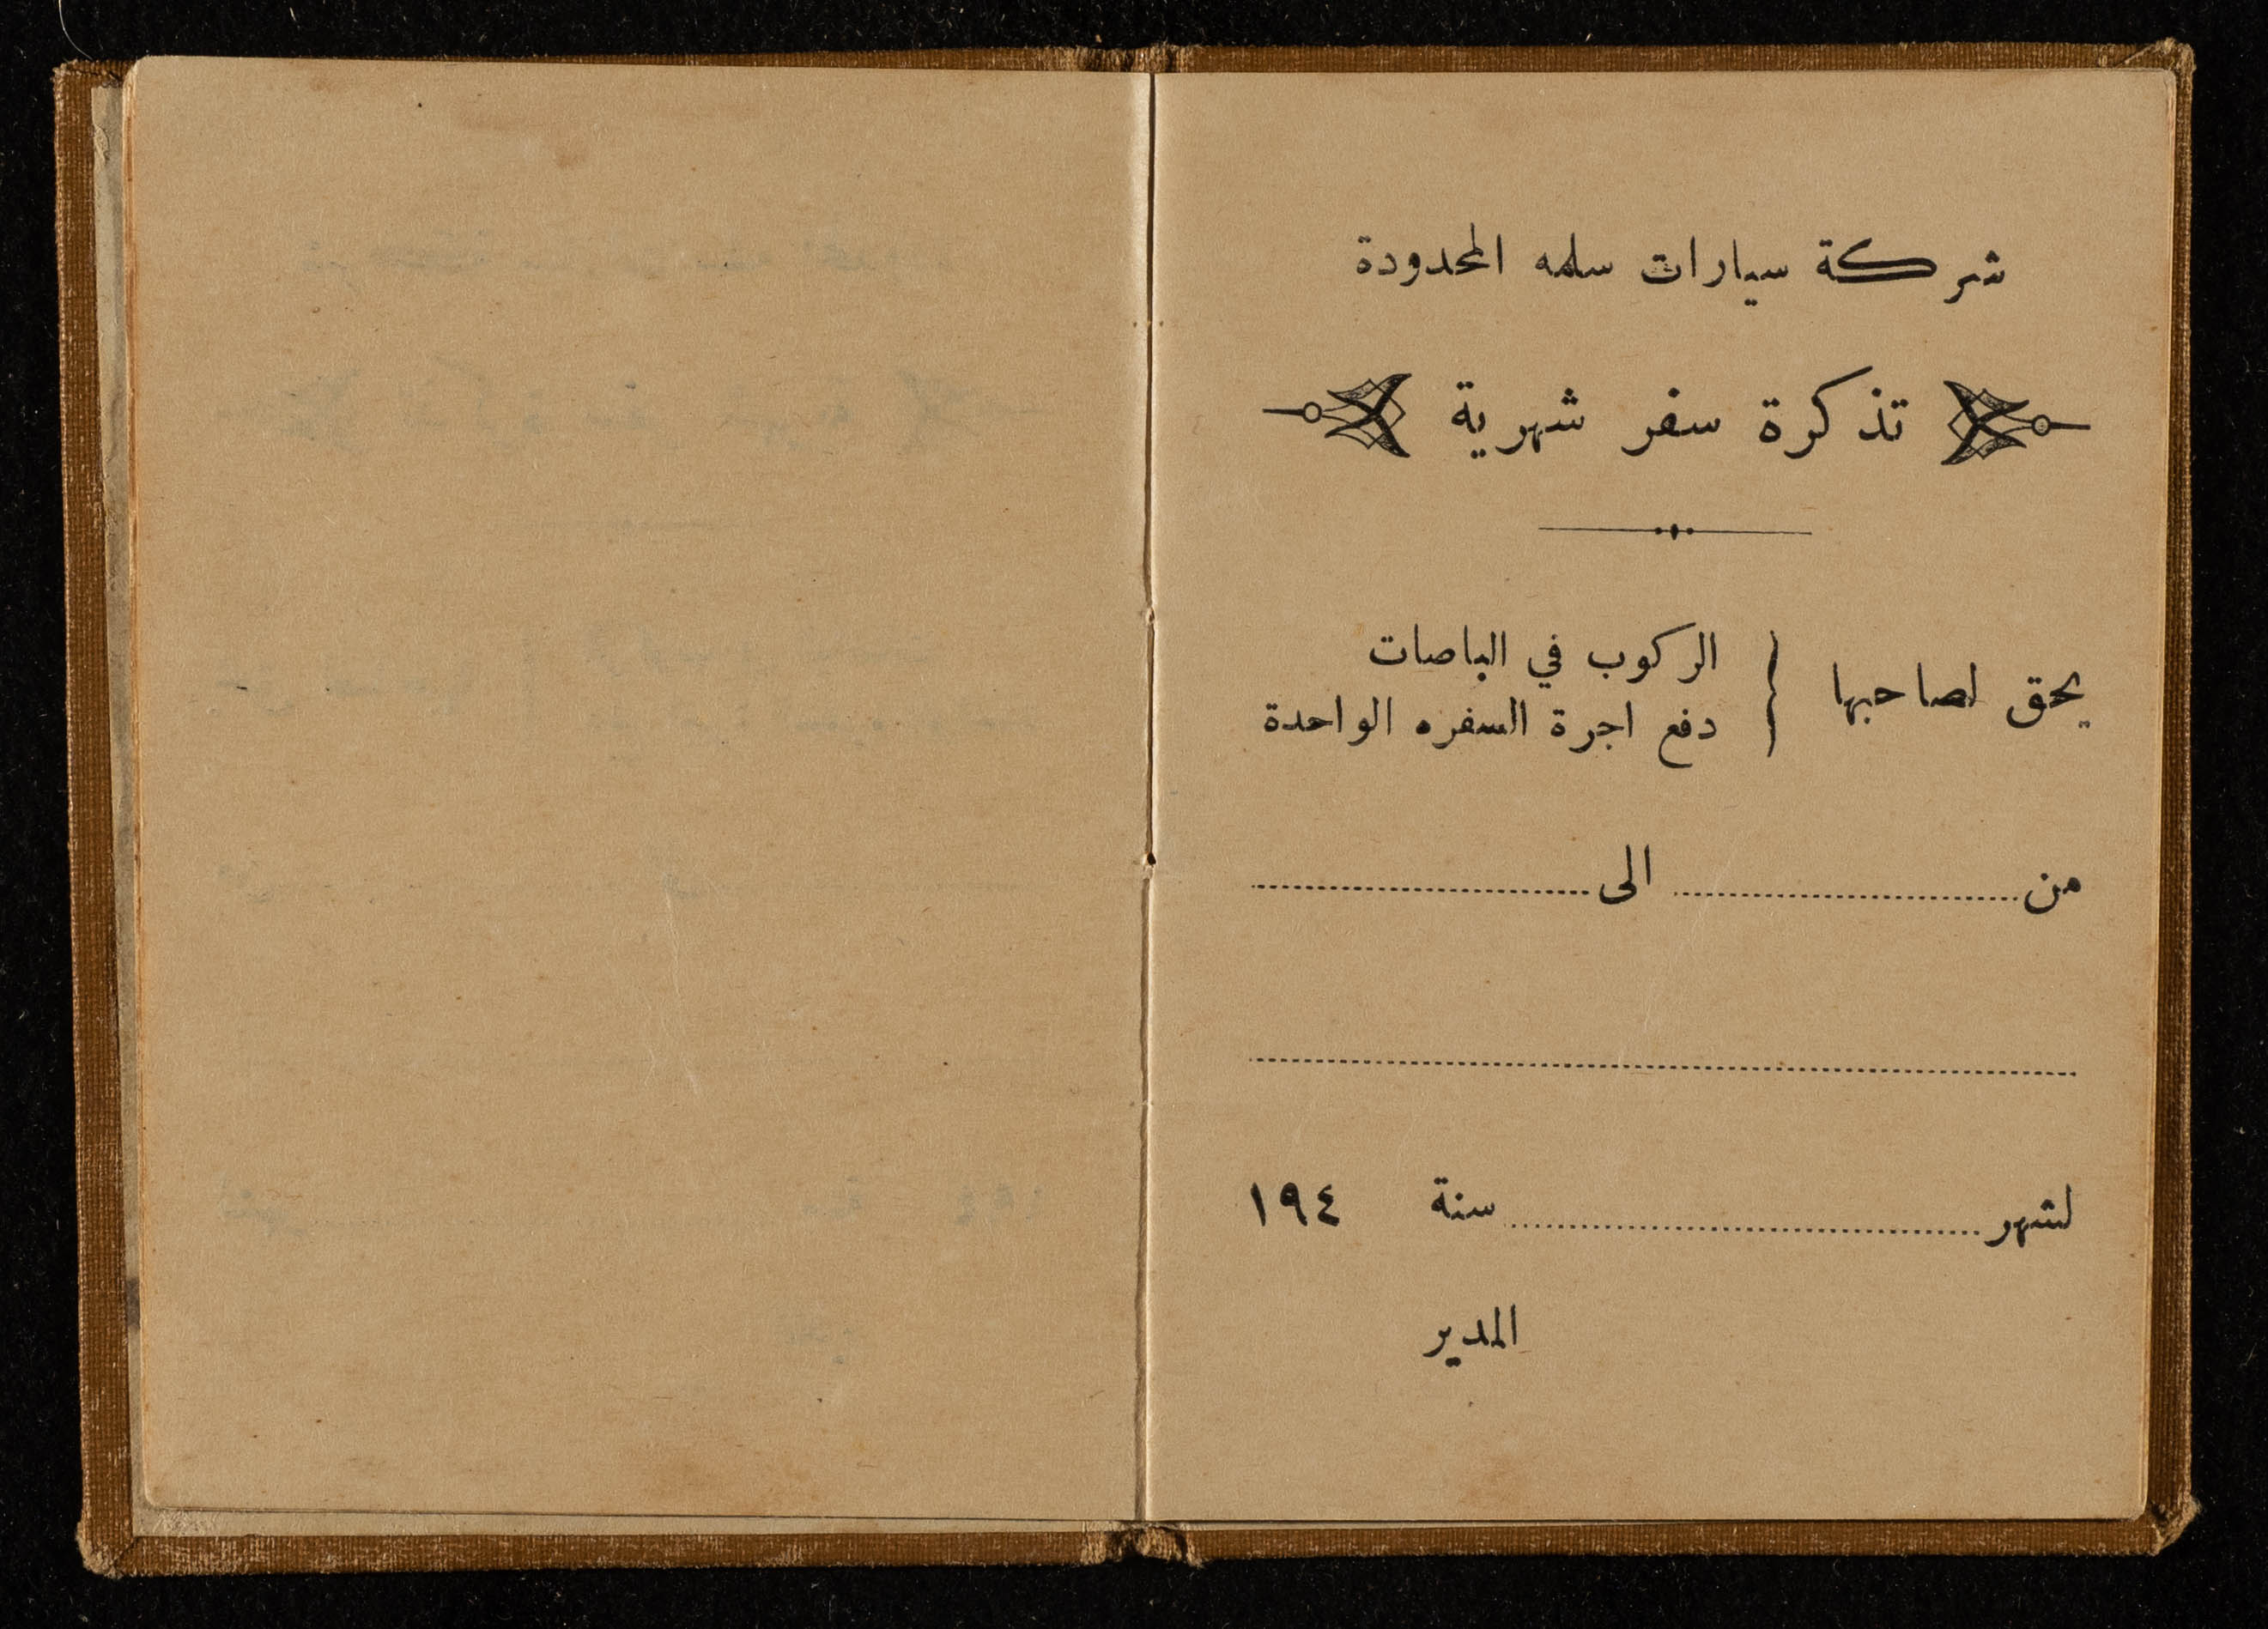 شركة سيارات سلمه المحدودة
تذكرة سفر شهرية
يحق لصاحبها { الركوب في الباصات
دفع اجرة السفره الواحدة
من ........................ الى ........................
........................................................
لشهر ................................ سنة ١٩٤
المدير